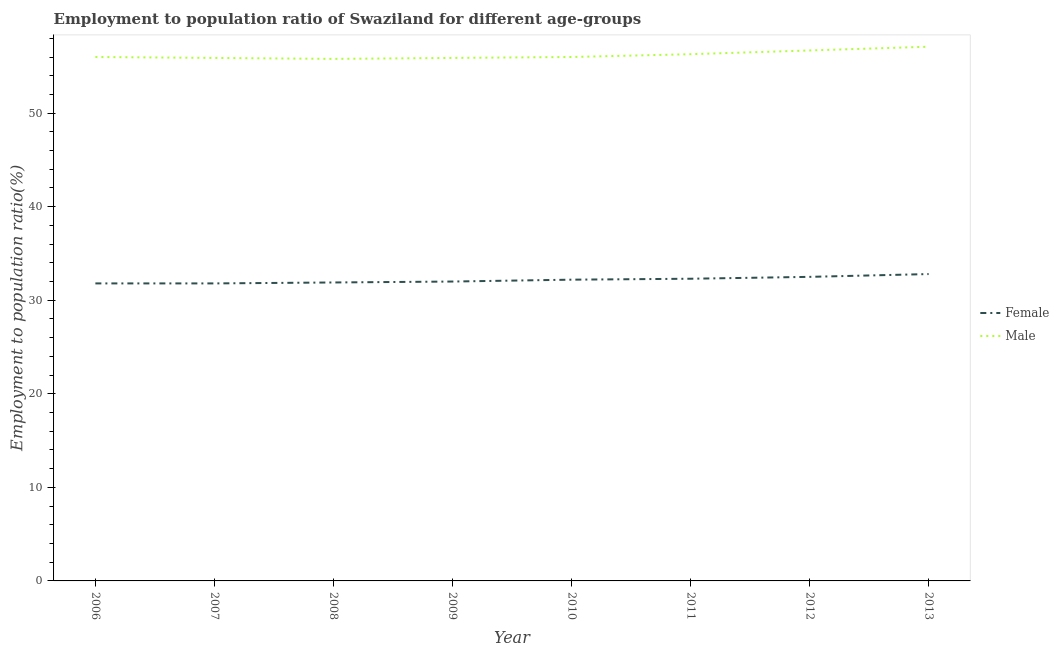 Employment to population ratio of Swaziland for different age-groups
Employment to population ratio(%)
50
40
30
20
10
0
2006
2007
2008
2009
2010
2011
2012
2013
Year
Female
Male